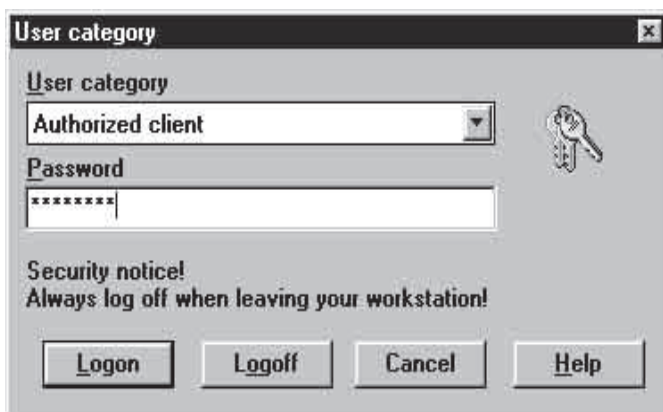 User category
User category
Authorized client
Password
********
Security notice!
Always log off when leaving your workstation!
Logon Logoff Cancel Help